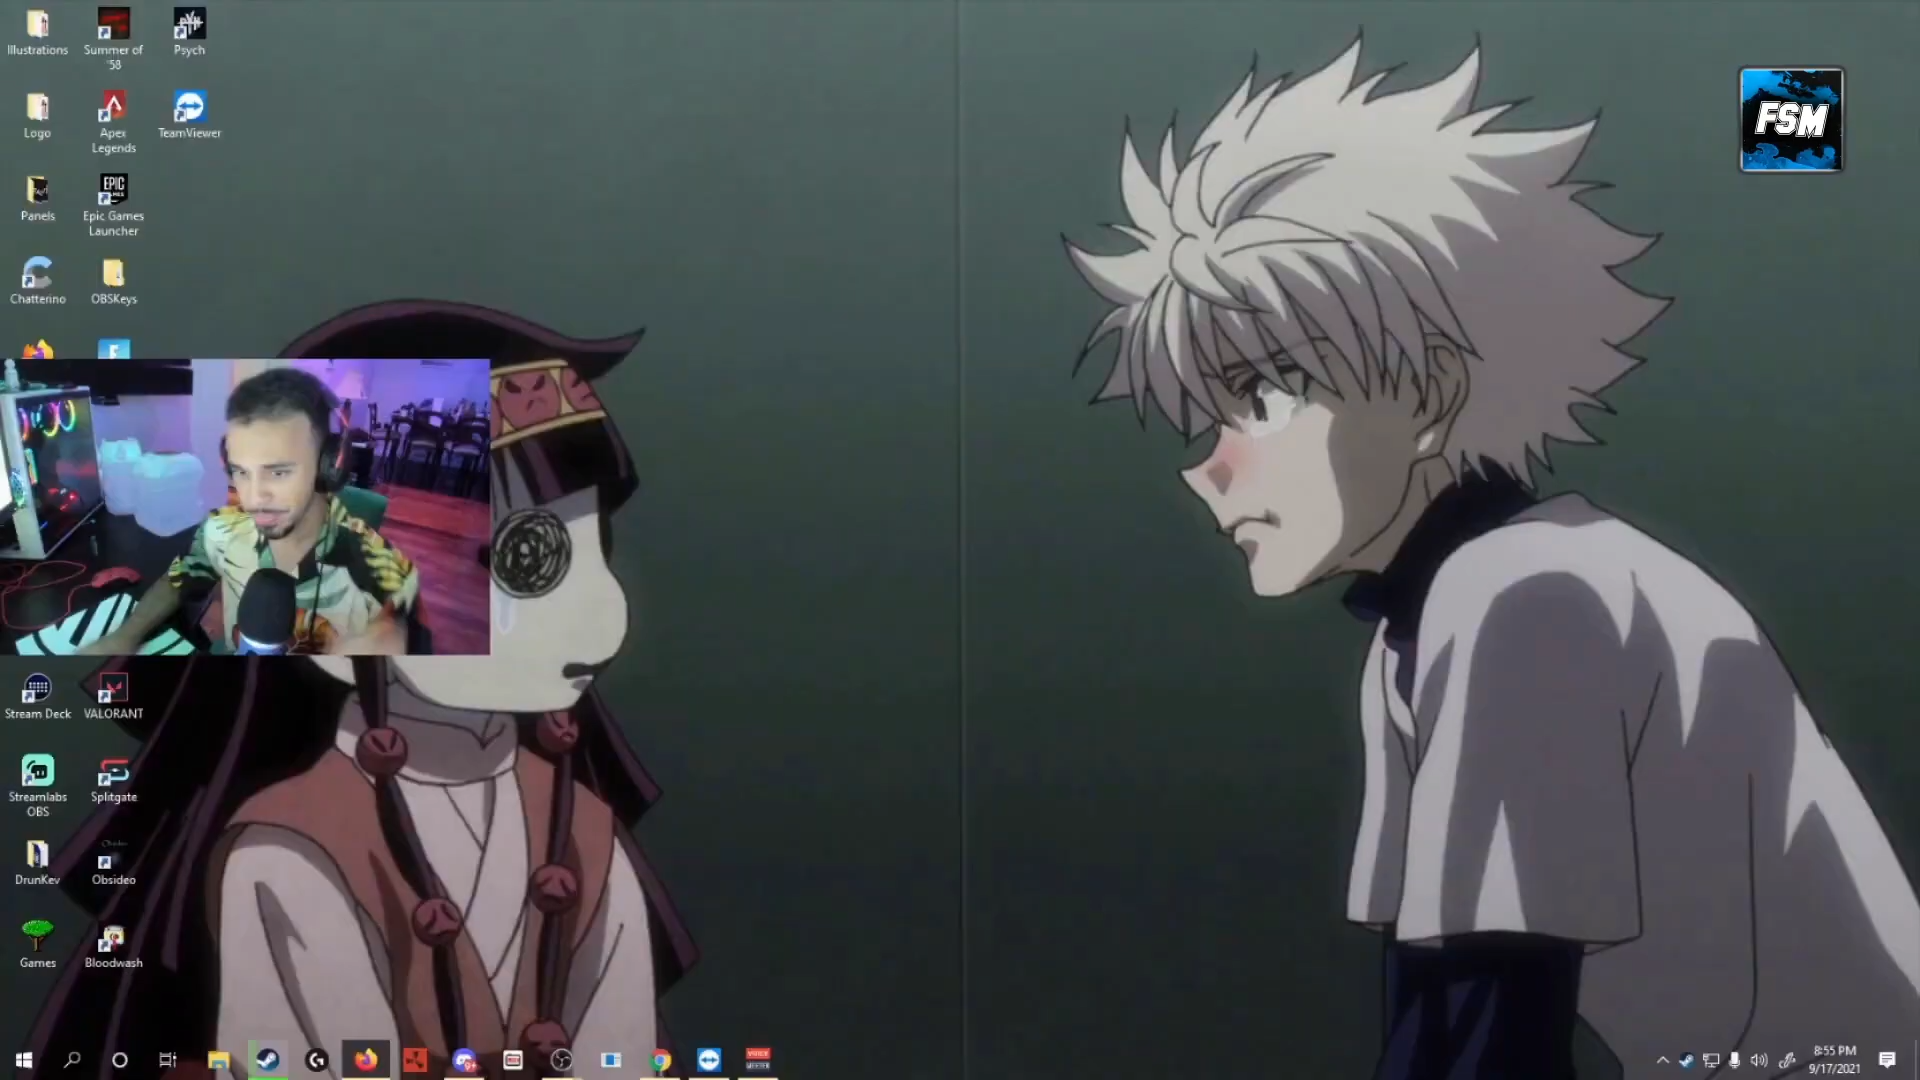 Illustrations
Summer of
'58
Psych
Logo
Apex
Legends
TeamViewer
FSM
Panels
EPIC
Epic Games
Launcher
Chatterino
OBSKeys
Stream Deck
VALORANT
Streamlabs
OBS
Splitgate
DrunKev
Obsideo
Games
Bloodwash
8:55 PM
9/17/2021